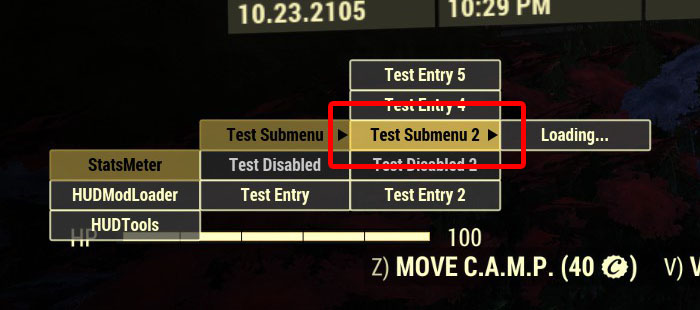 10.23.2105
10:29 PM
Test Entry 5
Test Entry 4
Test Submenu
Test Submenu 2
Loading...
StatsMeter
Test Disabled
Test Disabled 2
HUDModLoader
Test Entry
Test Entry 2
HUDTools
HP
100
Z) MOVE C.A.M.P. (40 )
V)